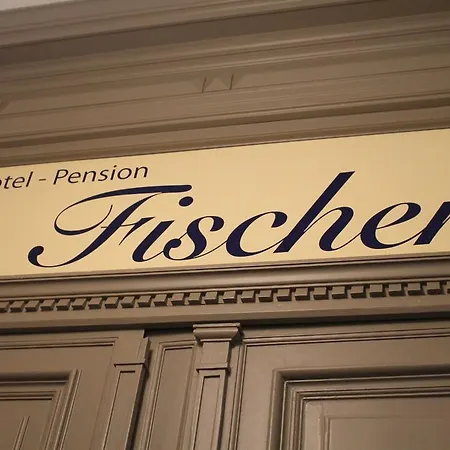 otel - Pension
Fischer